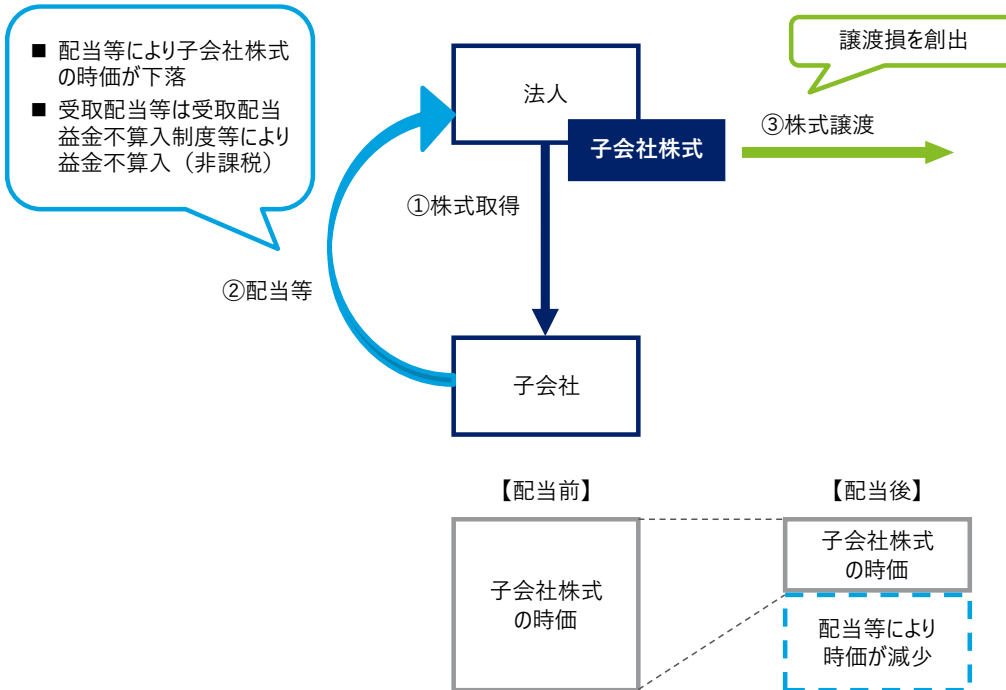 ■ 配当等により子会社株式
の時価が下落
■ 受取配当等は受取配当
益金不算入制度等により
益金不算入（非課税）
譲渡損を創出
法人
子会社株式
③株式譲渡
①株式取得
②配当等
子会社
【配当前】
【配当後】
子会社株式
の時価
子会社株式
の時価
配当等により
時価が減少